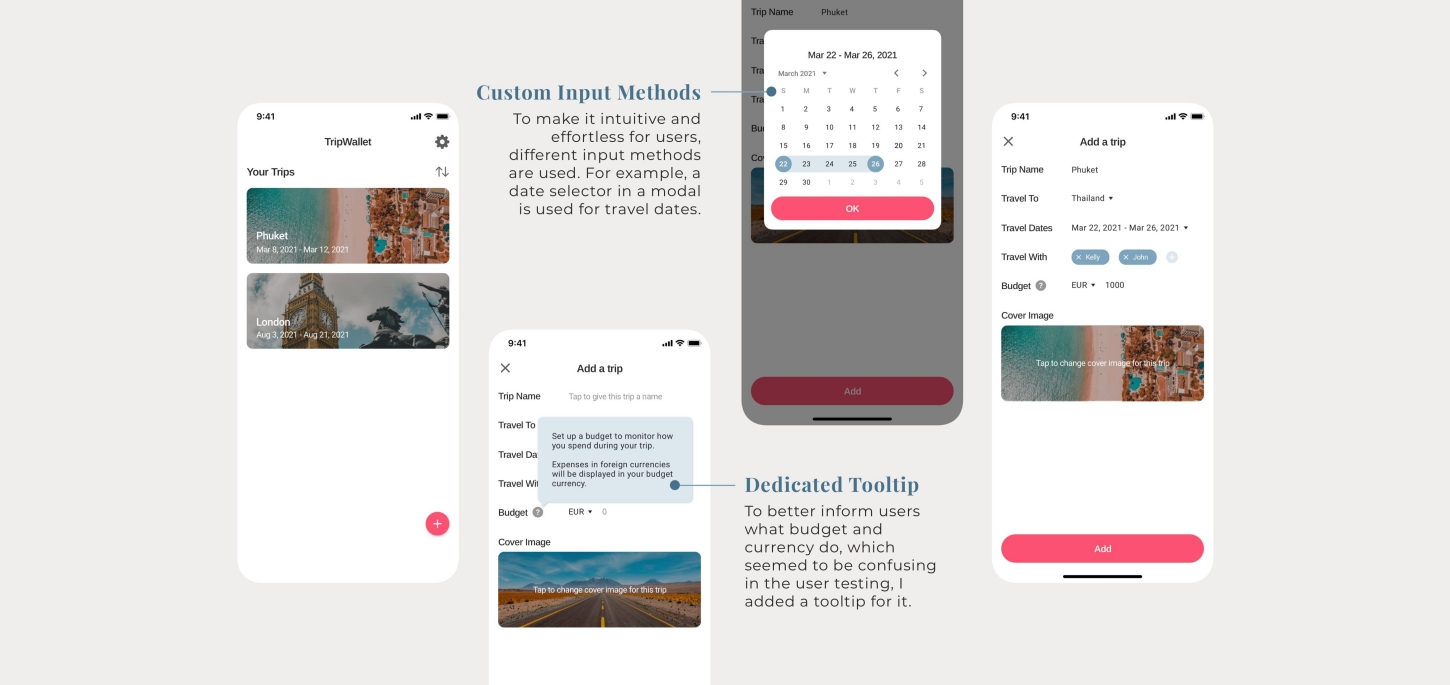 9:41
TripWallet
Your Trips
Phuket
Mar 8, 2021 - Mar 12, 2021
London
Aug 3, 2021 - Aug 21, 2021
+
Custom Input Methods
To make it intuitive and
effortless for users,
different input methods
are used. For example, a
date selector in a modal
is used for travel dates.
9:41
Add a trip
Trip Name Tap to give this trip a name
Travel To
Travel Da
Travel Wit
Set up a budget to monitor how
you spend during your trip.
Expenses in foreign currencies
will be displayed in your budget
currency.
Budget ? EUR 0
Cover Image
Tap to change cover image for this trip
Trip Name Phuket
Tra
Tra
Tra
Bu
Co
Mar 22 - Mar 26, 2021
March 2021
S M T W T F S
1 2 3 4 5 6 7
8 9 10 11 12 13 14
15 16 17 18 19 20 21
22 23 24 25 26 27 28
29 30 1 2 3 4 5
OK
Add
Dedicated Tooltip
To better inform users
what budget and
currency do, which
seemed to be confusing
in the user testing, I
added a tooltip for it.
9:41
Add a trip
Trip Name Phuket
Travel To Thailand
Travel Dates Mar 22, 2021 - Mar 26, 2021
Travel With × Kelly × John +
Budget ? EUR 1000
Cover Image
Tap to change cover image for this trip
Add